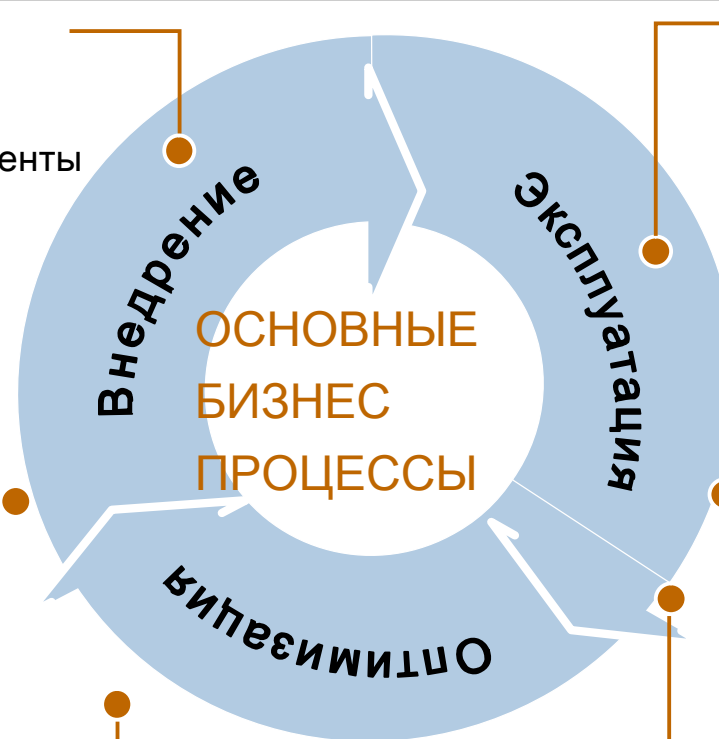 енты
Внедрение
Эксплуатация
ОСНОВНЫЕ
БИЗНЕС
ПРОЦЕССЫ
Оптимизация